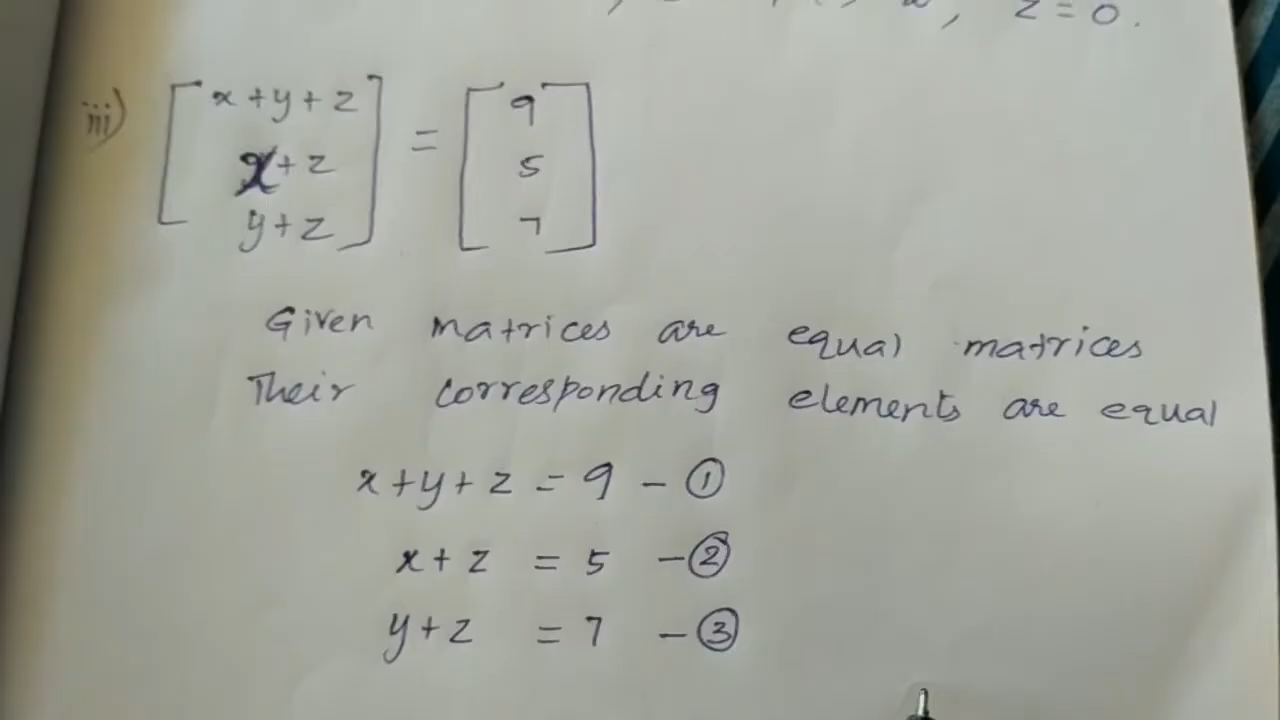 z = 0.
iii) [ x+y+z x+z y+z ] = [ 9 5 7 ]
Given matrices are equal matrices
Their corresponding elements are equal
x+y+z = 9 - ①
x+z = 5 - ②
y+z = 7 - ③